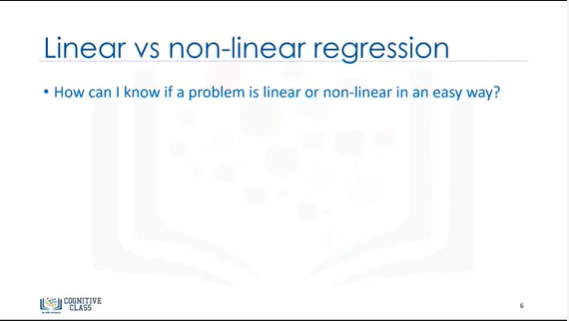 Linear vs non-linear regression
• How can I know if a problem is linear or non-linear in an easy way?
COGNITIVE
CLASS
6